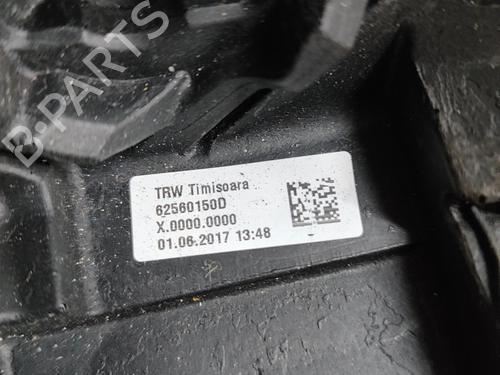 B-PARTS
TRW Timisoara
62560150D
X.0000.0000
01.06.2017 13:48